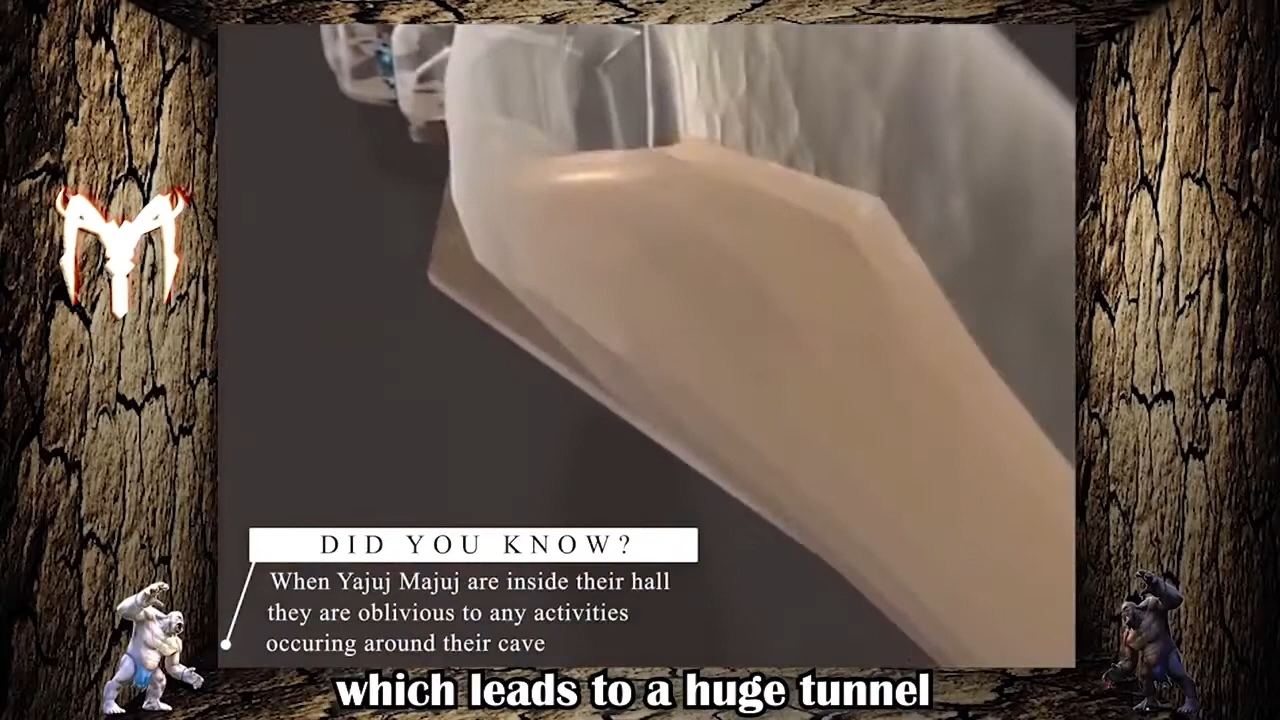 DID YOU KNOW?
When Yajuj Majuj are inside their hall
they are oblivious to any activities
occuring around their cave
which leads to a huge tunnel